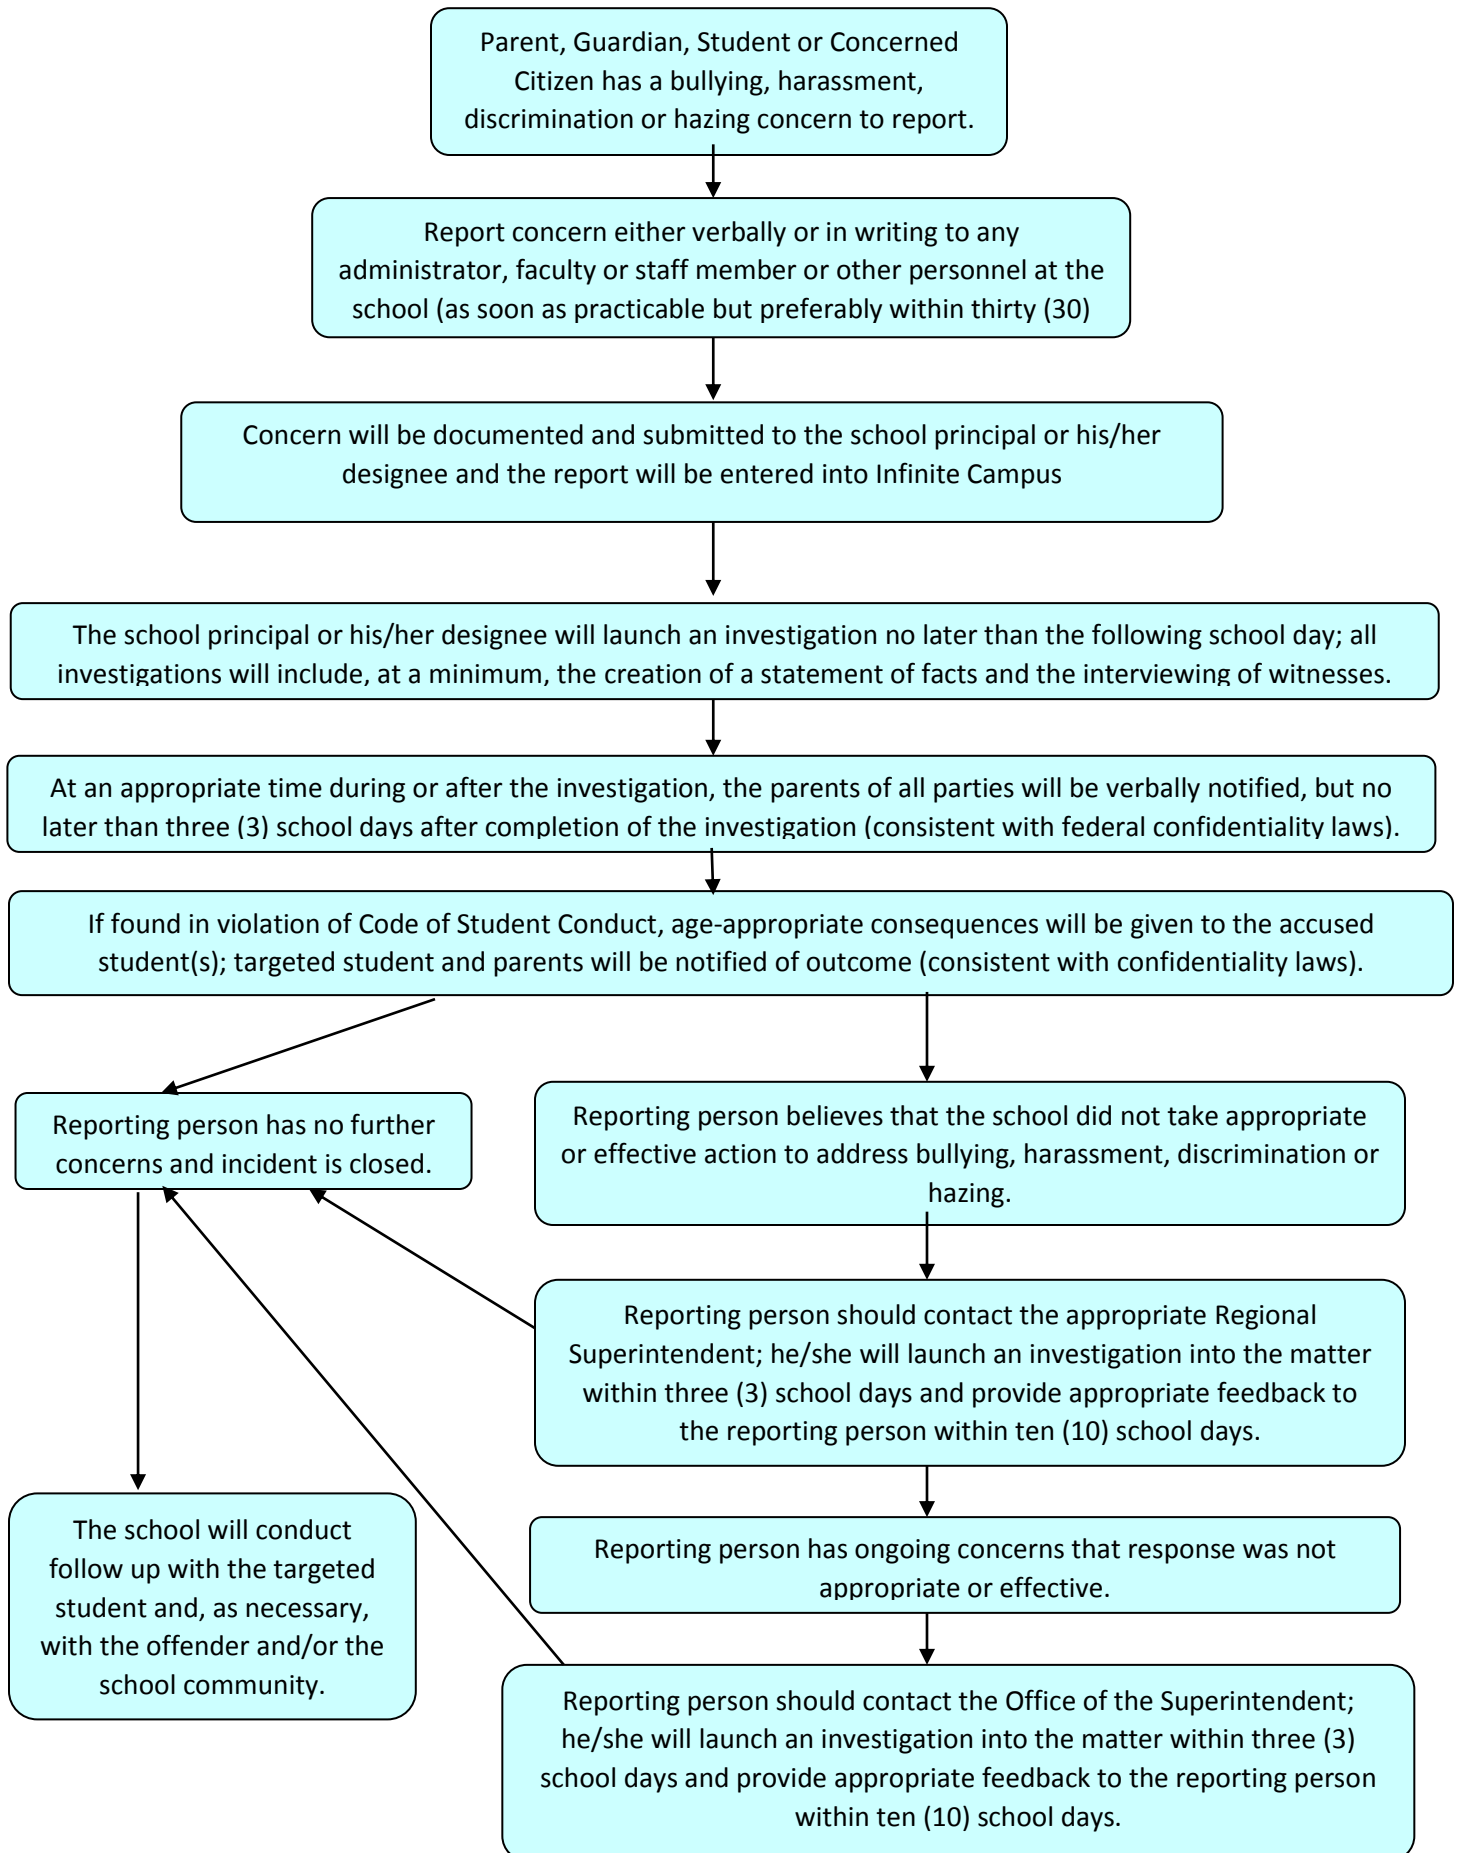 Parent, Guardian, Student or Concerned
Citizen has a bullying, harassment,
discrimination or hazing concern to report.
Report concern either verbally or in writing to any
administrator, faculty or staff member or other personnel at the
school (as soon as practicable but preferably within thirty (30)
Concern will be documented and submitted to the school principal or his/her
designee and the report will be entered into Infinite Campus
The school principal or his/her designee will launch an investigation no later than the following school day; all
investigations will include, at a minimum, the creation of a statement of facts and the interviewing of witnesses.
At an appropriate time during or after the investigation, the parents of all parties will be verbally notified, but no
later than three (3) school days after completion of the investigation (consistent with federal confidentiality laws).
If found in violation of Code of Student Conduct, age-appropriate consequences will be given to the accused
student(s); targeted student and parents will be notified of outcome (consistent with confidentiality laws).
Reporting person has no further
concerns and incident is closed.
Reporting person believes that the school did not take appropriate
or effective action to address bullying, harassment, discrimination or
hazing.
Reporting person should contact the appropriate Regional
Superintendent; he/she will launch an investigation into the matter
within three (3) school days and provide appropriate feedback to
the reporting person within ten (10) school days.
The school will conduct
follow up with the targeted
student and, as necessary,
with the offender and/or the
school community.
Reporting person has ongoing concerns that response was not
appropriate or effective.
Reporting person should contact the Office of the Superintendent;
he/she will launch an investigation into the matter within three (3)
school days and provide appropriate feedback to the reporting person
within ten (10) school days.